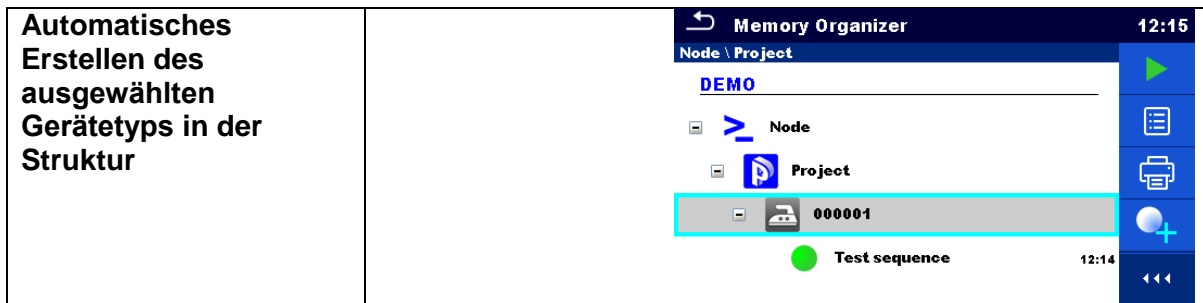 Automatisches
Erstellen des
ausgewählten
Gerätetyps in der
Struktur
Memory Organizer 12:15
Node \ Project
DEMO
Node
Project
000001
Test sequence 12:14